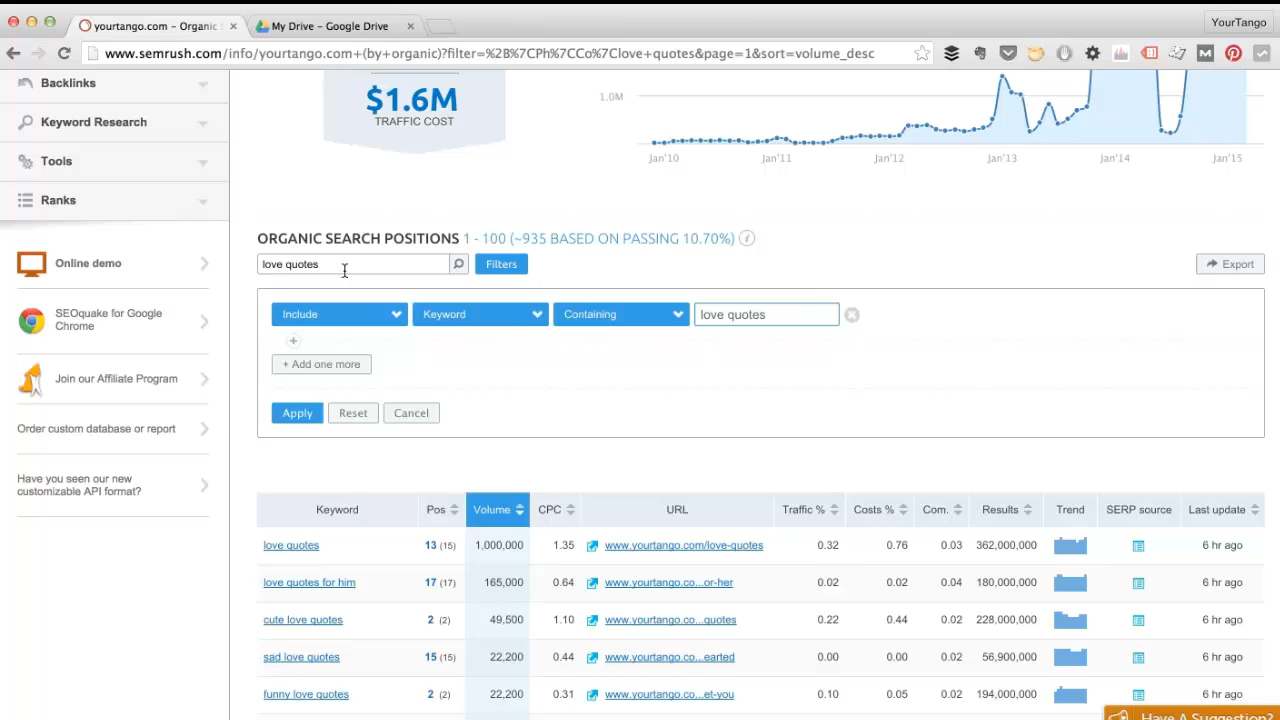 yourtango.com - Organic
My Drive - Google Drive
YourTango
www.semrush.com/info/yourtango.com+(by+organic)?filter=%2B%7CPh%7CCo%7Clove+quotes&page=1&sort=volume_desc
Backlinks
Keyword Research
Tools
Ranks
Online demo
SEOquake for Google
Chrome
Join our Affiliate Program
Order custom database or report
Have you seen our new
customizable API format?
$1.6M
TRAFFIC COST
1.0M
Jan'10 Jan'11 Jan'12 Jan'13 Jan'14 Jan'15
ORGANIC SEARCH POSITIONS 1 - 100 (~935 BASED ON PASSING 10.70%) i
love quotes Filters Export
Include Keyword Containing love quotes
+
+ Add one more
Apply Reset Cancel
Keyword Pos Volume CPC URL Traffic % Costs % Com. Results Trend SERP source Last update
love quotes 13 (15) 1,000,000 1.35 www.yourtango.com/love-quotes 0.32 0.76 0.03 362,000,000 6 hr ago
love quotes for him 17 (17) 165,000 0.64 www.yourtango.co...or-her 0.02 0.02 0.04 180,000,000 6 hr ago
cute love quotes 2 (2) 49,500 1.10 www.yourtango.co...quotes 0.22 0.44 0.02 228,000,000 6 hr ago
sad love quotes 15 (15) 22,200 0.44 www.yourtango.co...earted 0.00 0.00 0.02 56,900,000 6 hr ago
funny love quotes 2 (2) 22,200 0.31 www.yourtango.co...et-you 0.10 0.05 0.02 194,000,000 6 hr ago
Have A Suggestion?